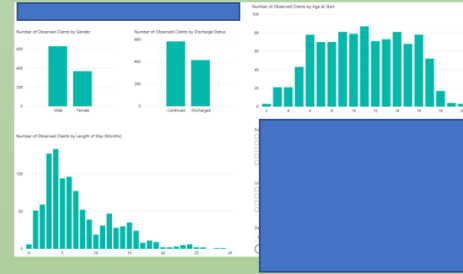 Number of Observed Clients by Gender
600
400
200
0
Male Female
Number of Observed Clients by Discharge Status
600
400
200
0
Continued Discharged
Number of Observed Clients by Age at Start
100
80
60
40
20
0
2 4 6 8 10 12 14 16 18 20
Number of Observed Clients by Length of Stay (Months)
100
50
0
0 5 10 15 20 25 30